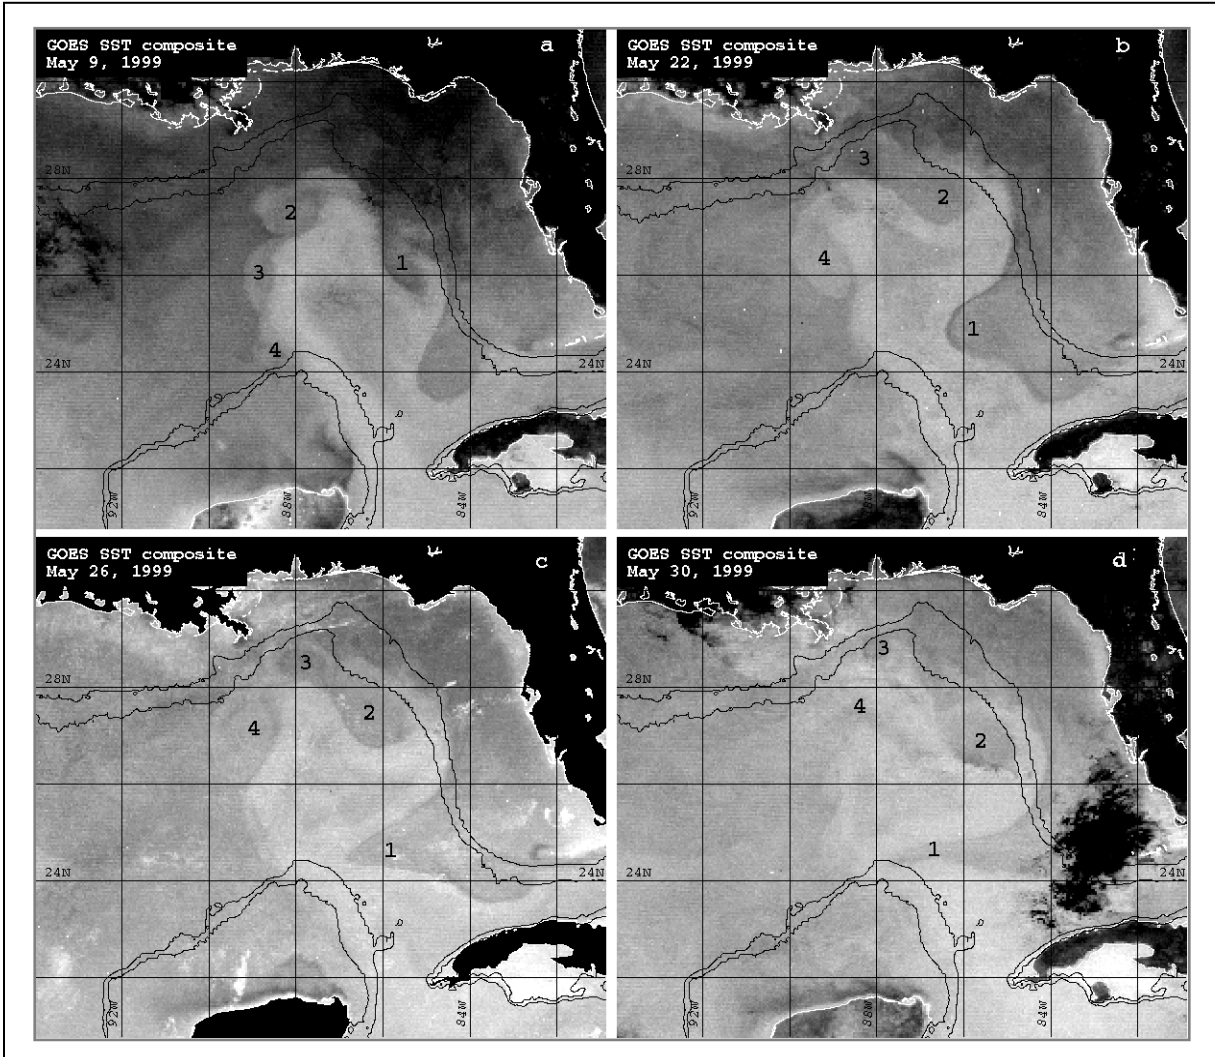 GOES SST composite
May 9, 1999
a
28N
2
1
3
4
24N
92W
88W
84W
GOES SST composite
May 22, 1999
b
3
28N
2
4
1
24N
24N
92W
88W
84W
GOES SST composite
May 26, 1999
c
3
28N
2
4
1
24N
24N
92W
84W
GOES SST composite
May 30, 1999
d
3
28N
4
2
1
24N
24N
92W
88W
84W